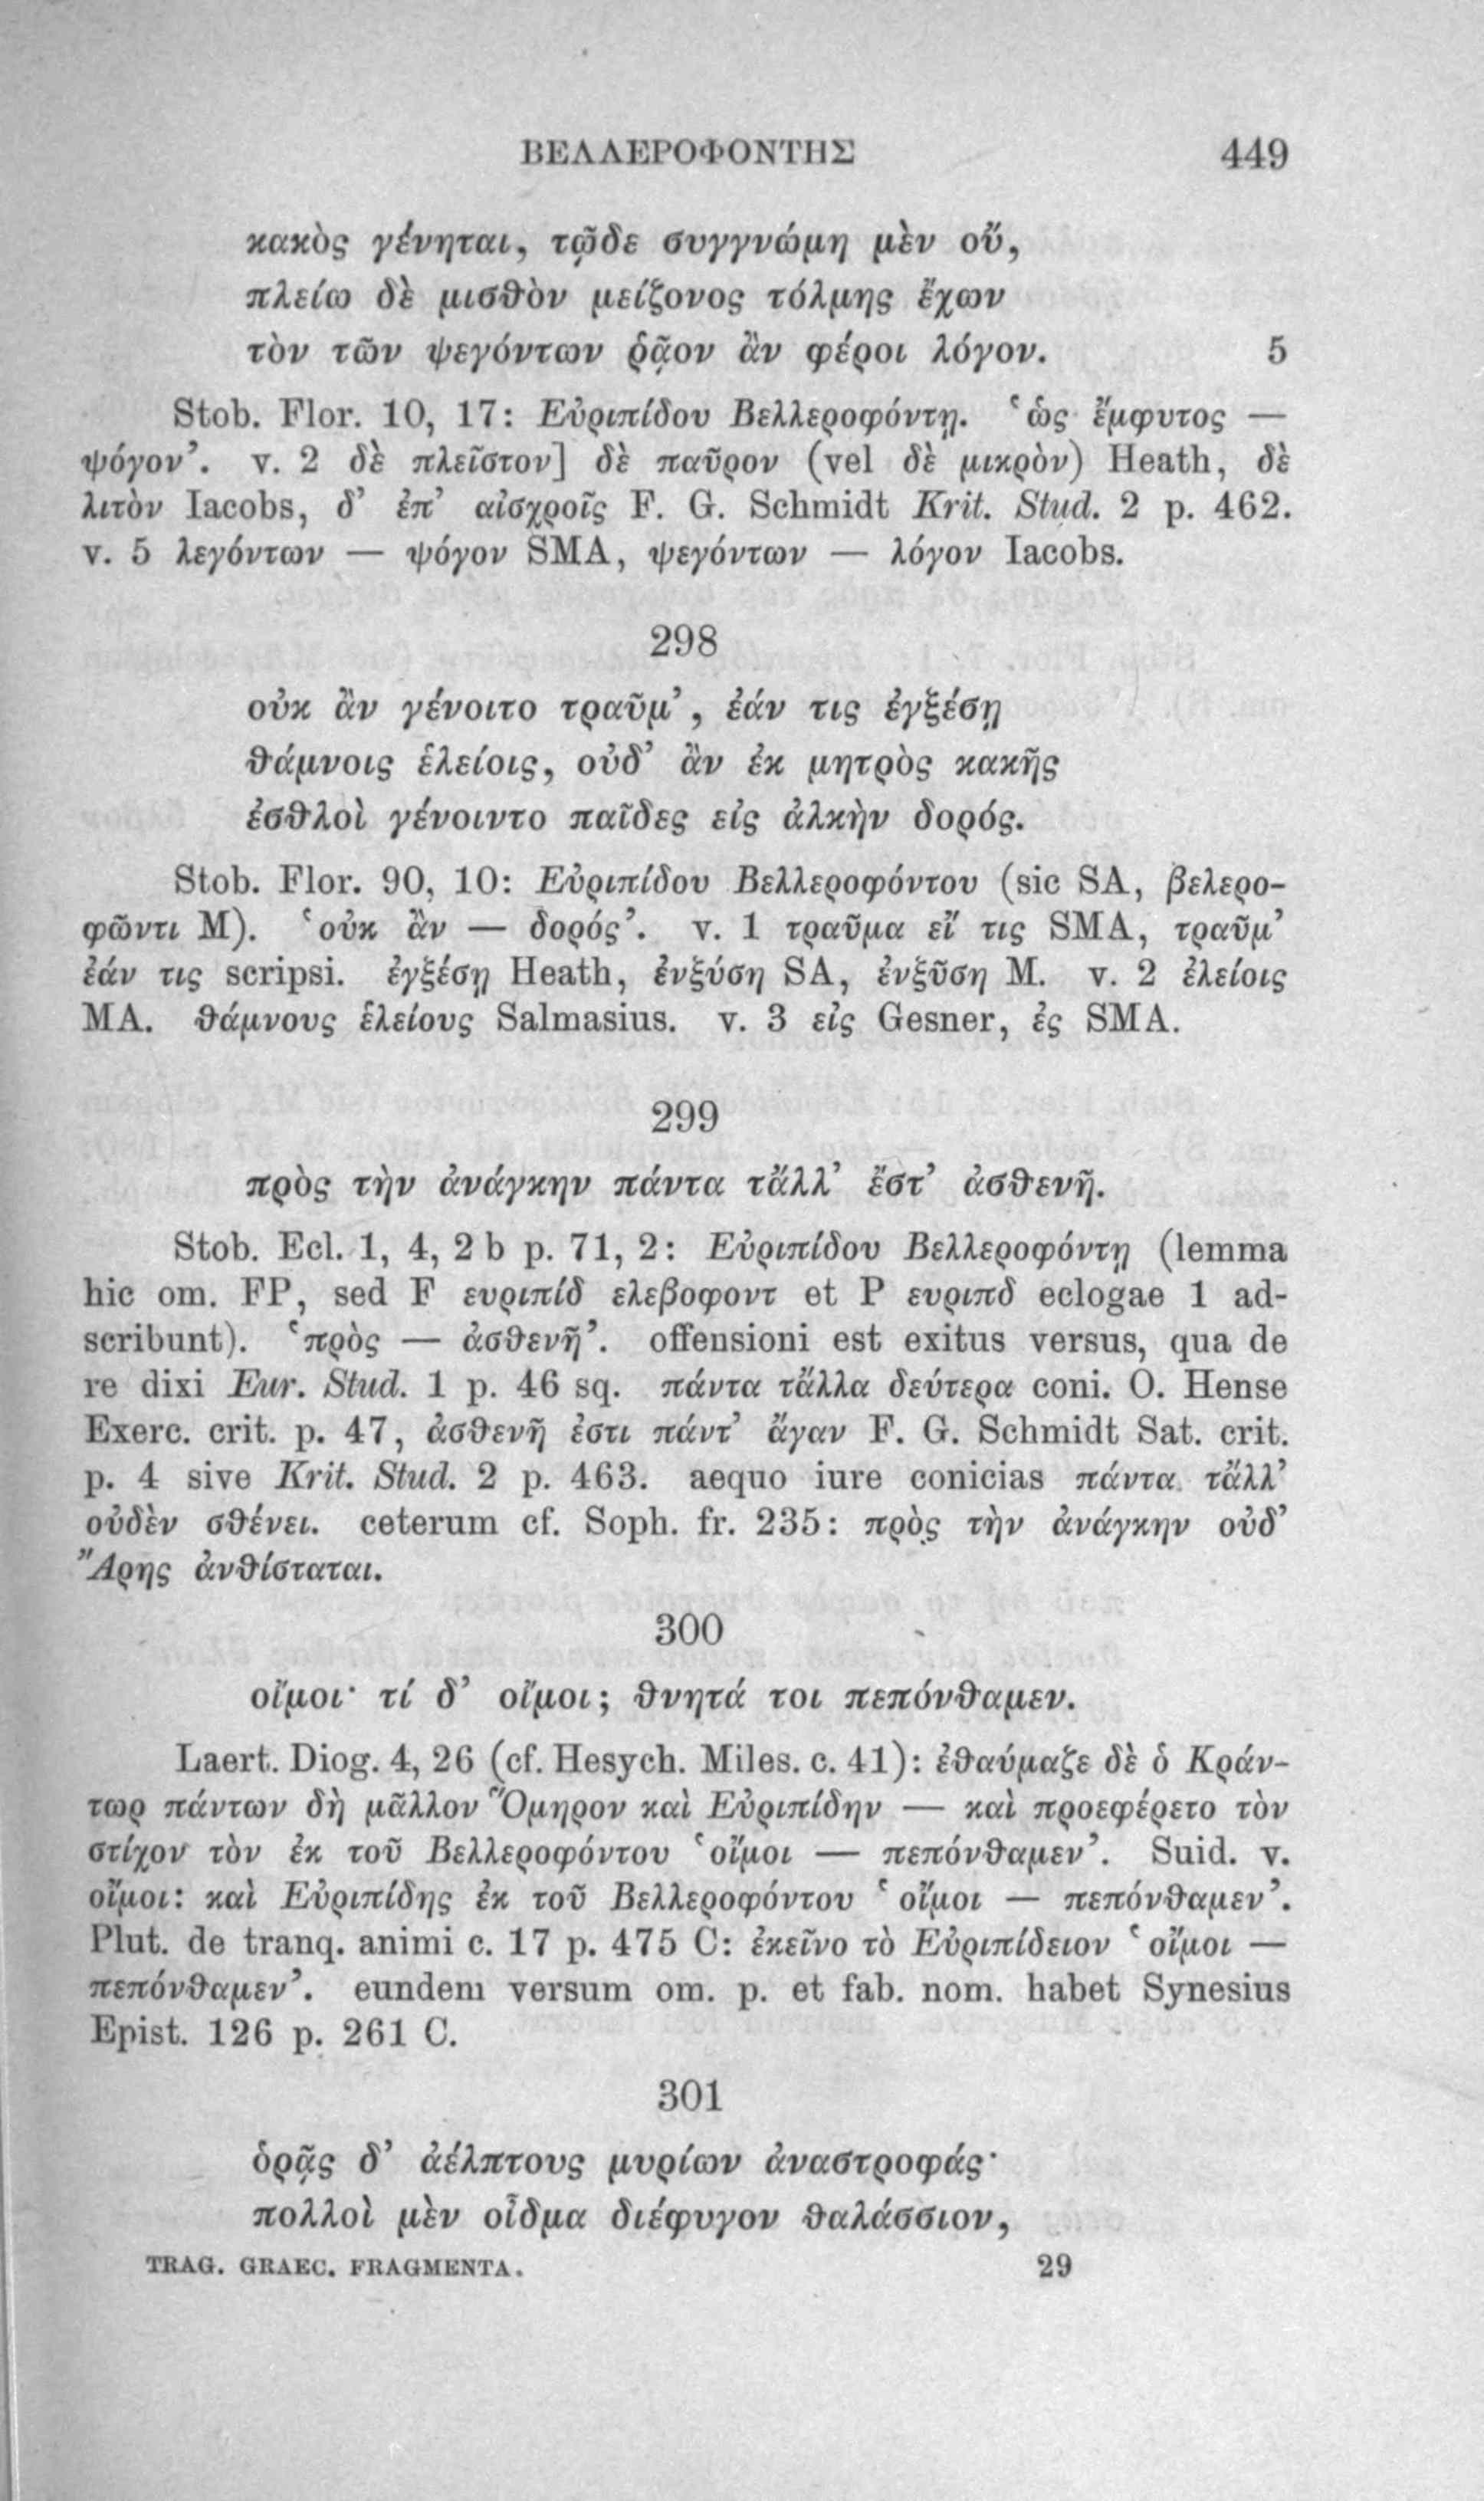 ΒΕΛΛΕΡΟΦΟΝΤΗΣ 449
κακὸς γένηται, τῷδε συγγνώμη μὲν οὔ,
πλείω δὲ μισθὸν μείζονος τόλμης ἔχων
τὸν τῶν ψεγόντων ῥᾷον ἂν φέροι λόγον. 5
Stob. Flor. 10, 17: Εὐριπίδου Βελλεροφόντῃ. ‘ὡς ἔμφυτος —
ψόγον’. v. 2 δὲ πλεῖστον] δὲ παῦρον (vel δὲ μικρὸν) Heath, δὲ
λιτὸν Iacobs, δ’ ἐπ’ αἰσχροῖς F. G. Schmidt Krit. Stud. 2 p. 462.
v. 5 λεγόντων — ψόγον SMA, ψεγόντων — λόγον Iacobs.
298
οὐκ ἂν γένοιτο τραῦμ’, ἐάν τις ἐγξέσῃ
θάμνοις ἑλείοις, οὐδ’ ἂν ἐκ μητρὸς κακῆς
ἐσθλοὶ γένοιντο παῖδες εἰς ἀλκὴν δορός.
Stob. Flor. 90, 10: Εὐριπίδου Βελλεροφόντου (sic SA, βελερο-
φῶντι M). ‘οὐκ ἂν — δορός’. v. 1 τραῦμα εἴ τις SMA, τραῦμ’
ἐάν τις scripsi. ἐγξέσῃ Heath, ἐνξύση SA, ἐνξῦση M. v. 2 ἐλείοις
MA. θάμνους ἑλείους Salmasius. v. 3 εἰς Gesner, ἐς SMA.
299
πρὸς τὴν ἀνάγκην πάντα τἄλλ’ ἔστ’ ἀσθενῆ.
Stob. Ecl. 1, 4, 2 b p. 71, 2: Εὐριπίδου Βελλεροφόντῃ (lemma
hic om. FP, sed F ευριπίδ ελεβοφοντ et P ευριπδ eclogae 1 ad-
scribunt). ‘πρὸς — ἀσθενῆ’. offensioni est exitus versus, qua de
re dixi Eur. Stud. 1 p. 46 sq. πάντα τἄλλα δεύτερα coni. O. Hense
Exerc. crit. p. 47, ἀσθενῆ ἐστι πάντ’ ἄγαν F. G. Schmidt Sat. crit.
p. 4 sive Krit. Stud. 2 p. 463. aequo iure conicias πάντα τἄλλ’
οὐδὲν σθένει. ceterum cf. Soph. fr. 235: πρὸς τὴν ἀνάγκην οὐδ’
Ἄρης ἀνθίσταται.
300
οἴμοι· τί δ’ οἴμοι; θνητά τοι πεπόνθαμεν.
Laert. Diog. 4, 26 (cf. Hesych. Miles. c. 41): ἐθαύμαζε δὲ ὁ Κράν-
τωρ πάντων δὴ μᾶλλον Ὅμηρον καὶ Εὐριπίδην — καὶ προεφέρετο τὸν
στίχον τὸν ἐκ τοῦ Βελλεροφόντου ‘οἴμοι — πεπόνθαμεν’. Suid. v.
οἴμοι: καὶ Εὐριπίδης ἐκ τοῦ Βελλεροφόντου ‘οἴμοι — πεπόνθαμεν’.
Plut. de tranq. animi c. 17 p. 475 C: ἐκεῖνο τὸ Εὐριπίδειον ‘οἴμοι —
πεπόνθαμεν’. eundem versum om. p. et fab. nom. habet Synesius
Epist. 126 p. 261 C.
301
ὁρᾷς δ’ ἀέλπτους μυρίων ἀναστροφάς·
πολλοὶ μὲν οἶδμα διέφυγον θαλάσσιον,
TRAG. GRAEC. FRAGMENTA. 29